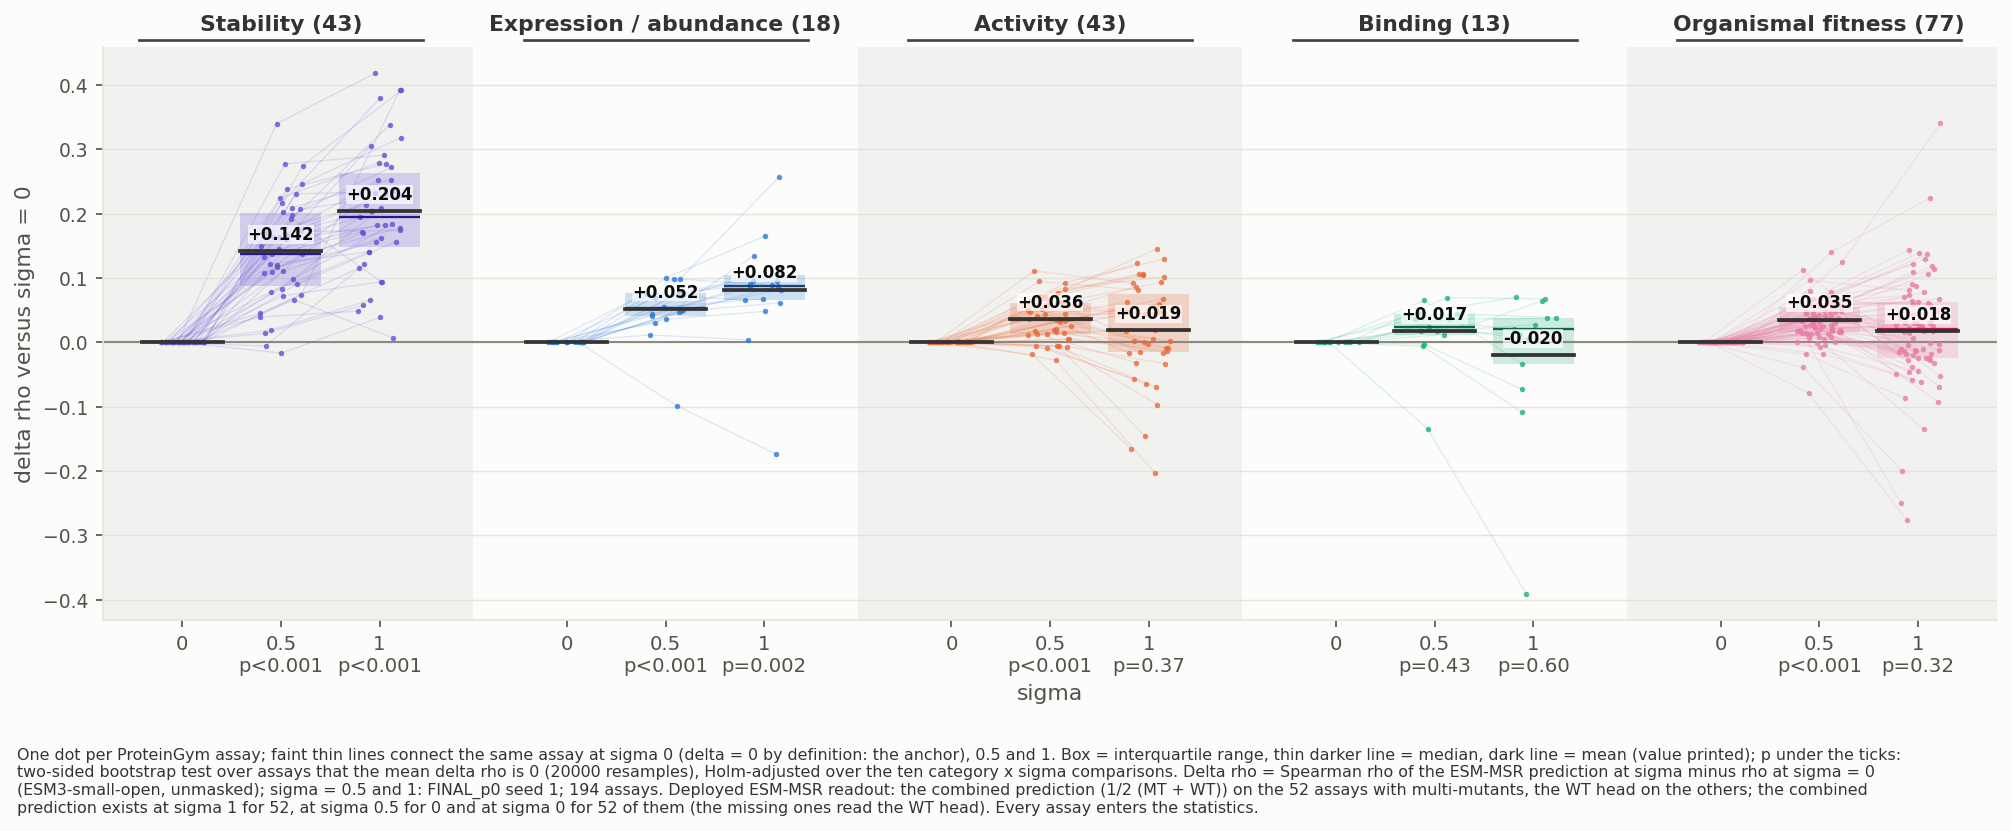 Stability (43)
Expression / abundance (18)
Activity (43)
Binding (13)
Organismal fitness (77)
delta rho versus sigma = 0
0.4
0.3
0.2
0.1
0.0
−0.1
−0.2
−0.3
−0.4
+0.142
+0.204
+0.052
+0.082
+0.036
+0.019
+0.017
-0.020
+0.035
+0.018
0 0.5 1 0 0.5 1 0 0.5 1 0 0.5 1 0 0.5 1
p<0.001 p<0.001 p<0.001 p=0.002 p<0.001 p=0.37 p=0.43 p=0.60 p<0.001 p=0.32
sigma
One dot per ProteinGym assay; faint thin lines connect the same assay at sigma 0 (delta = 0 by definition: the anchor), 0.5 and 1. Box = interquartile range, thin darker line = median, dark line = mean (value printed); p under the ticks:
two-sided bootstrap test over assays that the mean delta rho is 0 (20000 resamples), Holm-adjusted over the ten category x sigma comparisons. Delta rho = Spearman rho of the ESM-MSR prediction at sigma minus rho at sigma = 0
(ESM3-small-open, unmasked); sigma = 0.5 and 1: FINAL_p0 seed 1; 194 assays. Deployed ESM-MSR readout: the combined prediction (1/2 (MT + WT)) on the 52 assays with multi-mutants, the WT head on the others; the combined
prediction exists at sigma 1 for 52, at sigma 0.5 for 0 and at sigma 0 for 52 of them (the missing ones read the WT head). Every assay enters the statistics.